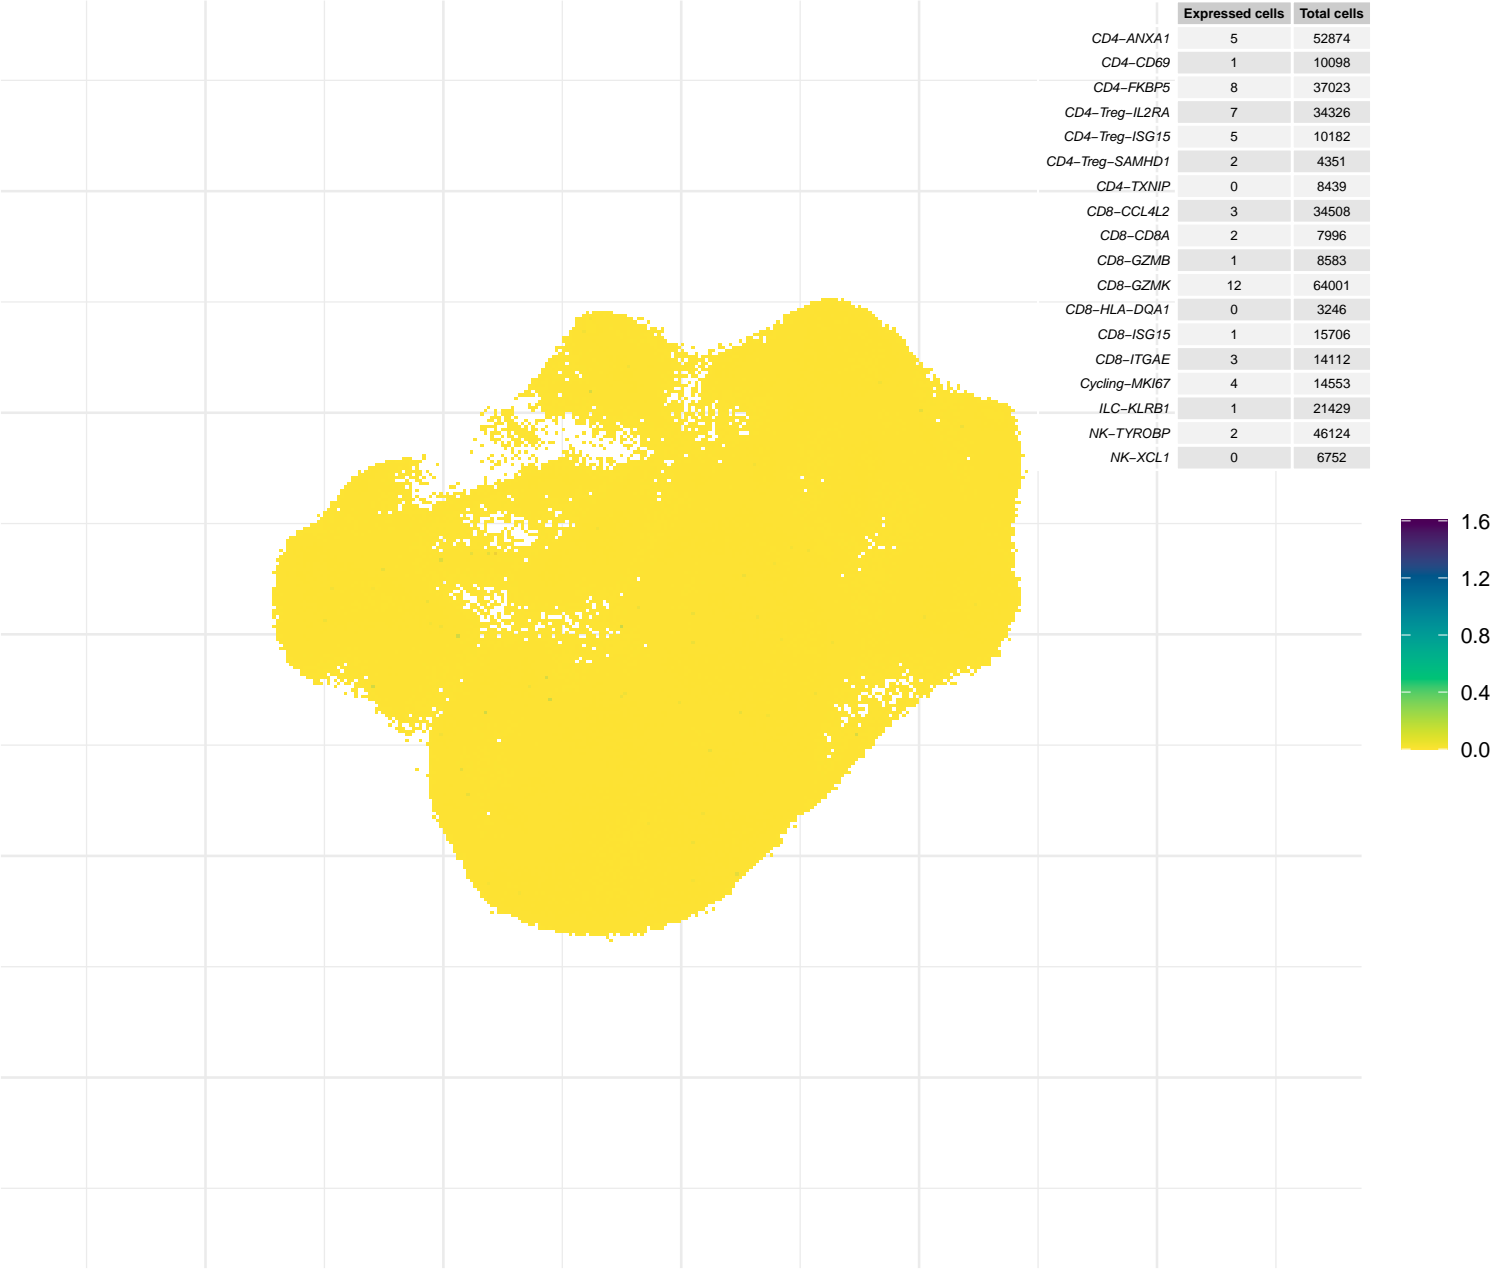 Expressed cells Total cells
CD4−ANXA1 5 52874
CD4−CD69 1 10098
CD4−FKBP5 8 37023
CD4−Treg−IL2RA 7 34326
CD4−Treg−ISG15 5 10182
CD4−Treg−SAMHD1 2 4351
CD4−TXNIP 0 8439
CD8−CCL4L2 3 34508
CD8−CD8A 2 7996
CD8−GZMB 1 8583
CD8−GZMK 12 64001
CD8−HLA−DQA1 0 3246
CD8−ISG15 1 15706
CD8−ITGAE 3 14112
Cycling−MKI67 4 14553
ILC−KLRB1 1 21429
NK−TYROBP 2 46124
NK−XCL1 0 6752
1.6
1.2
0.8
0.4
0.0